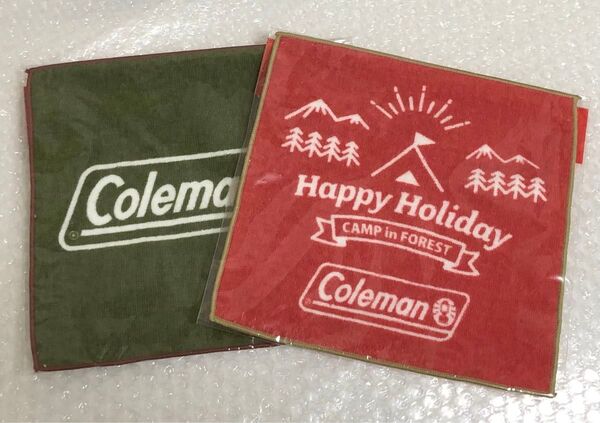 Colema
Happy Holiday
CAMP in FOREST
Coleman